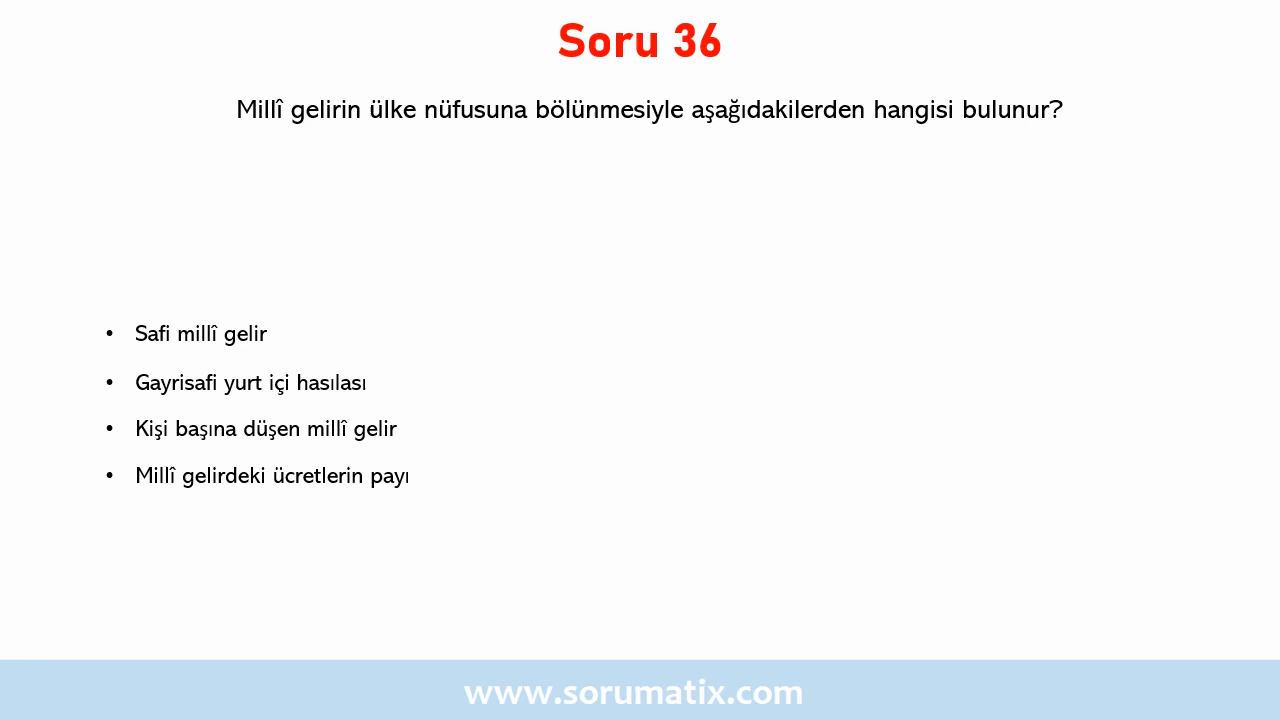 Soru 36
Millî gelirin ülke nüfusuna bölünmesiyle aşağıdakilerden hangisi bulunur?
• Safi millî gelir
• Gayrisafi yurt içi hasılası
• Kişi başına düşen millî gelir
• Millî gelirdeki ücretlerin payı
www.sorumatix.com